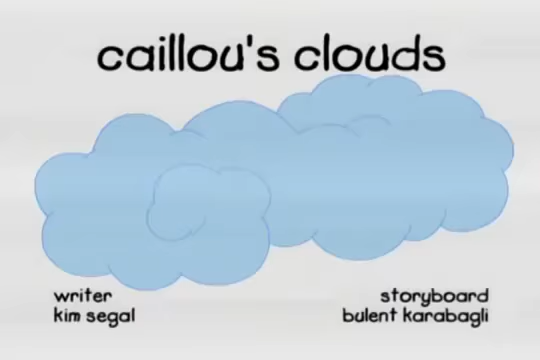 caillou's clouds
writer
kim segal
storyboard
bulent karabagli